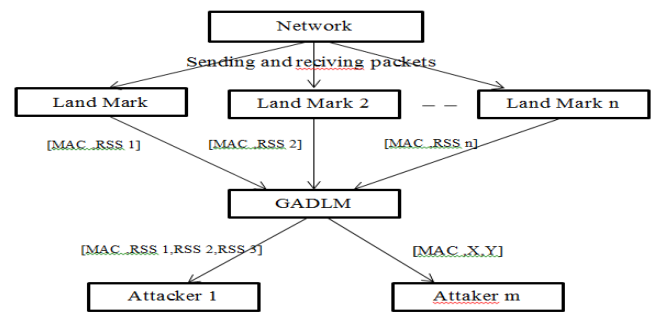 Network
Sending and reciving packets
Land Mark
Land Mark 2
Land Mark n
[MAC ,RSS 1]
[MAC ,RSS 2]
[MAC ,RSS n]
GADLM
[MAC ,RSS 1,RSS 2,RSS 3]
[MAC ,X,Y]
Attacker 1
Attaker m